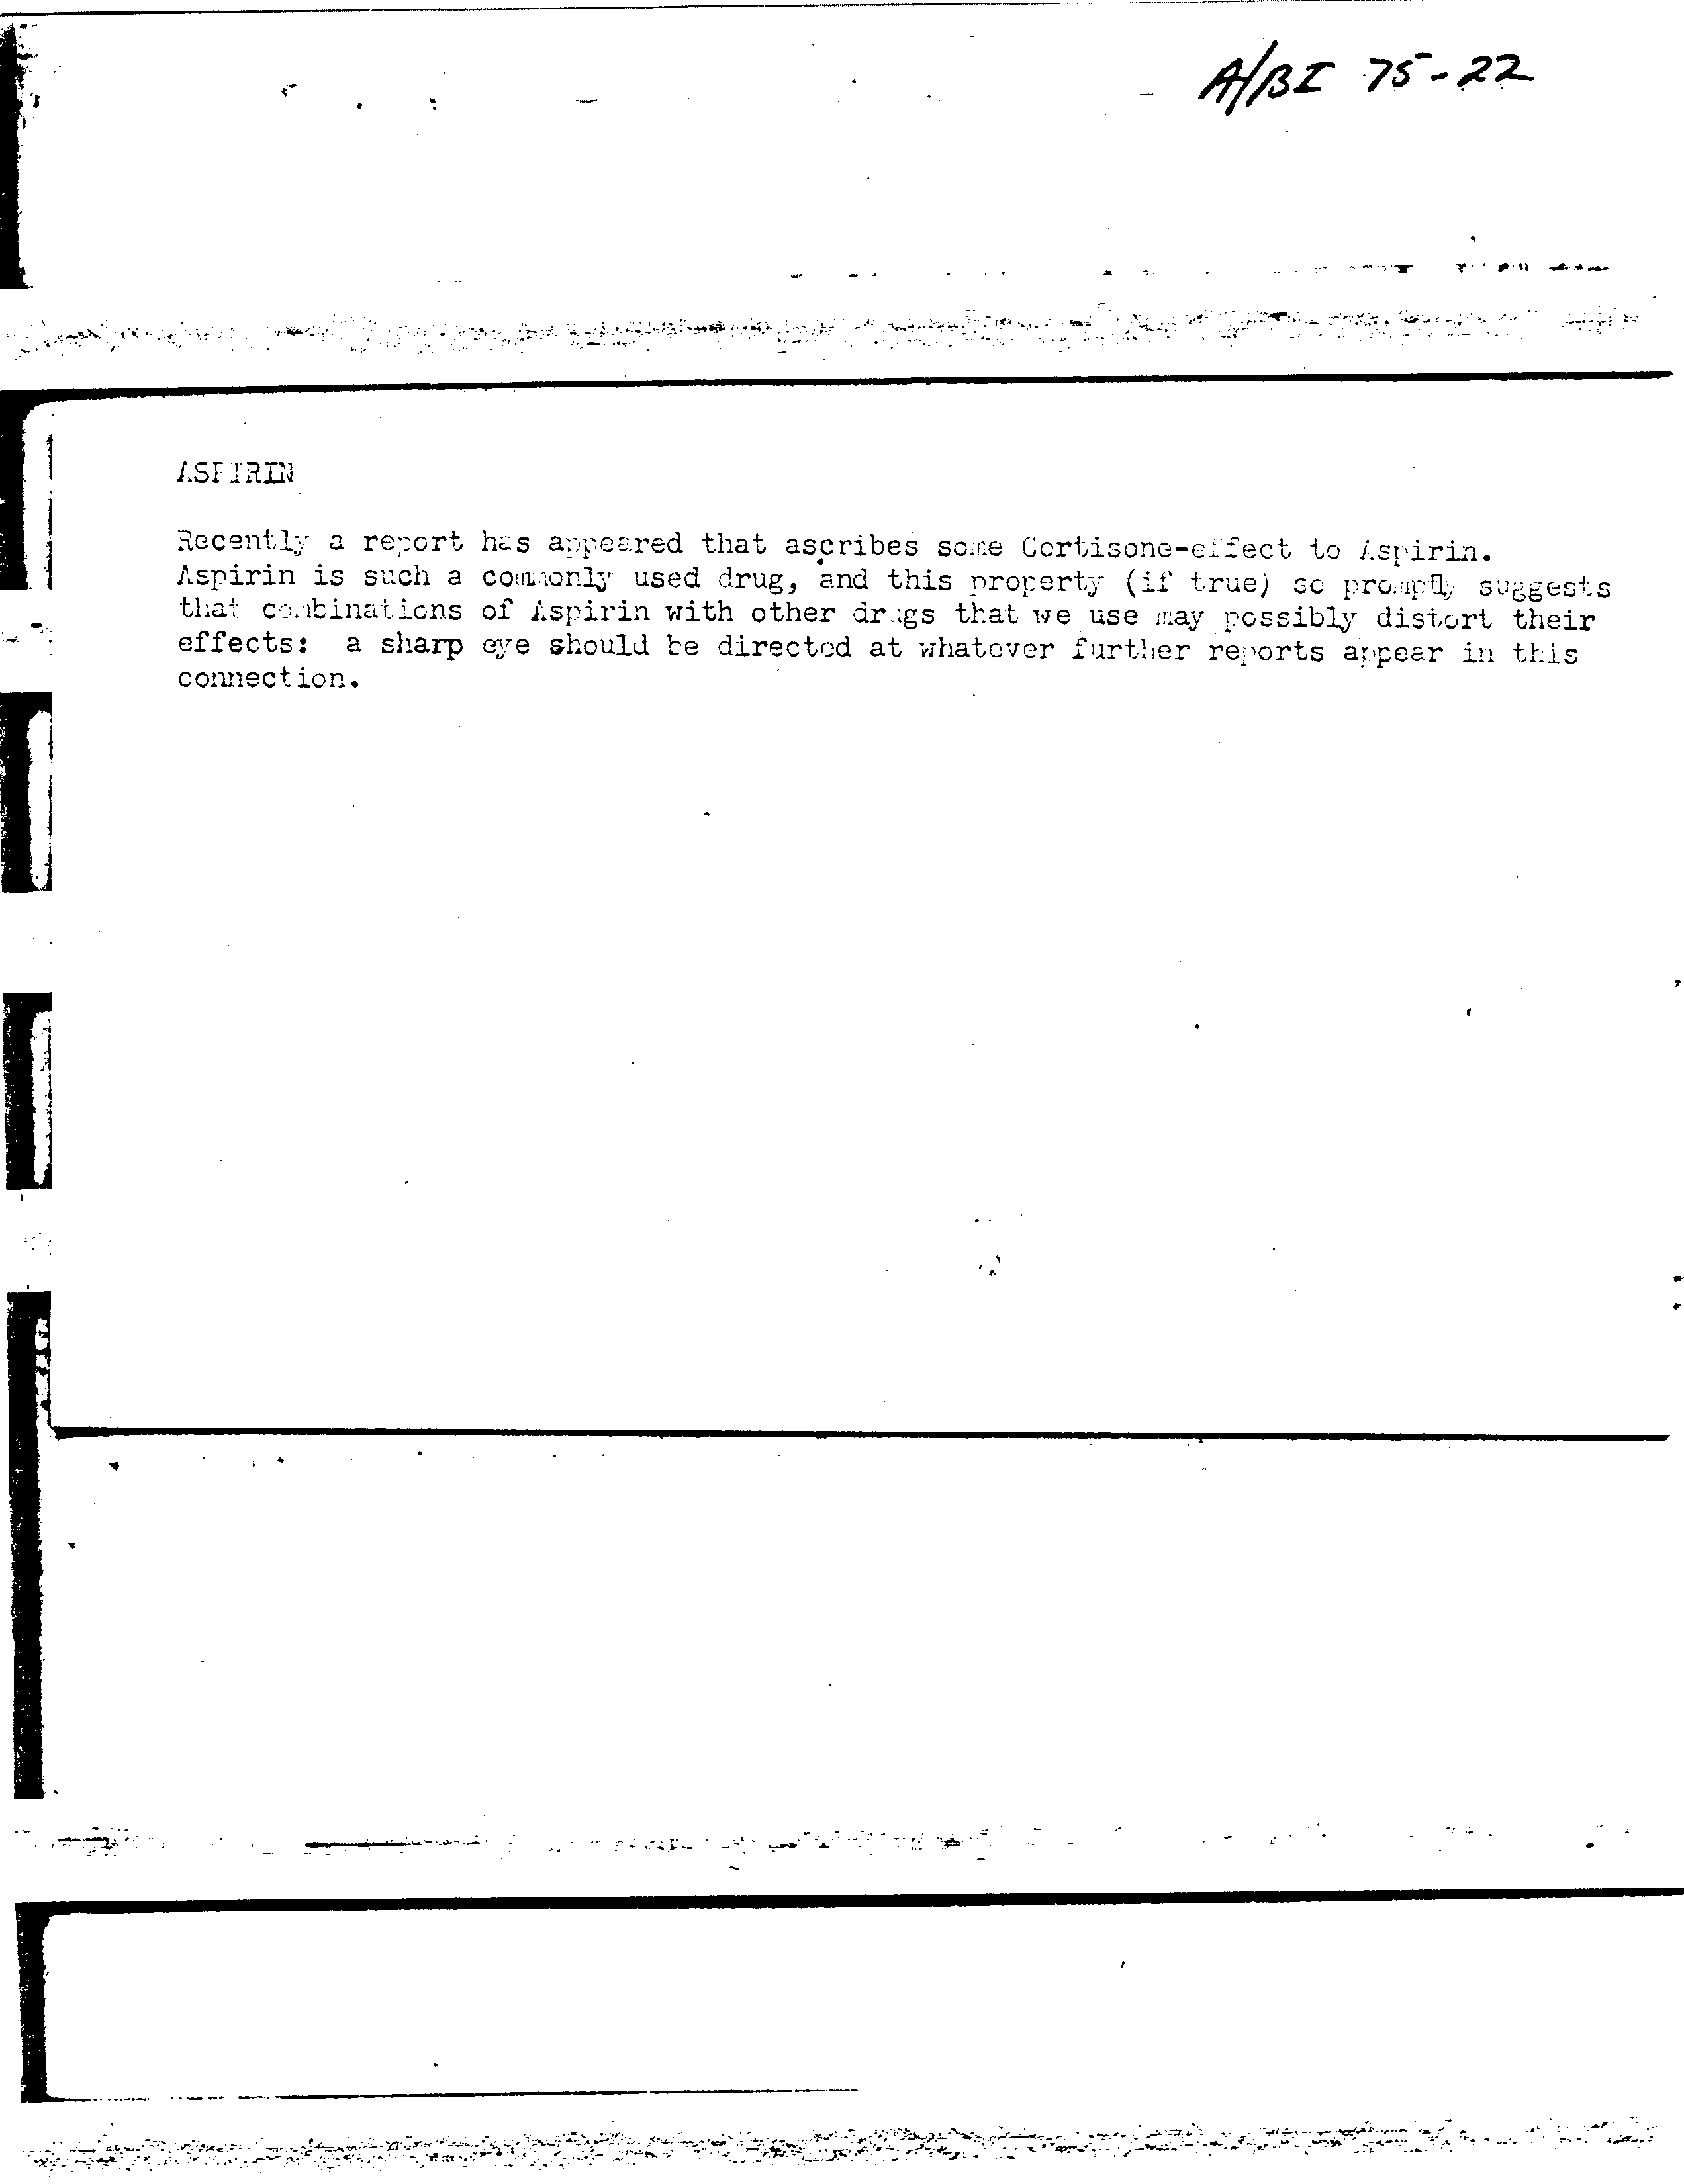 A/BI 75-22
ASPIRIN
Recently a report has appeared that ascribes some Cortisone-effect to Aspirin.
Aspirin is such a commonly used drug, and this property (if true) so promptly suggests
that combinations of Aspirin with other drugs that we use may possibly distort their
effects: a sharp eye should be directed at whatever further reports appear in this
connection.